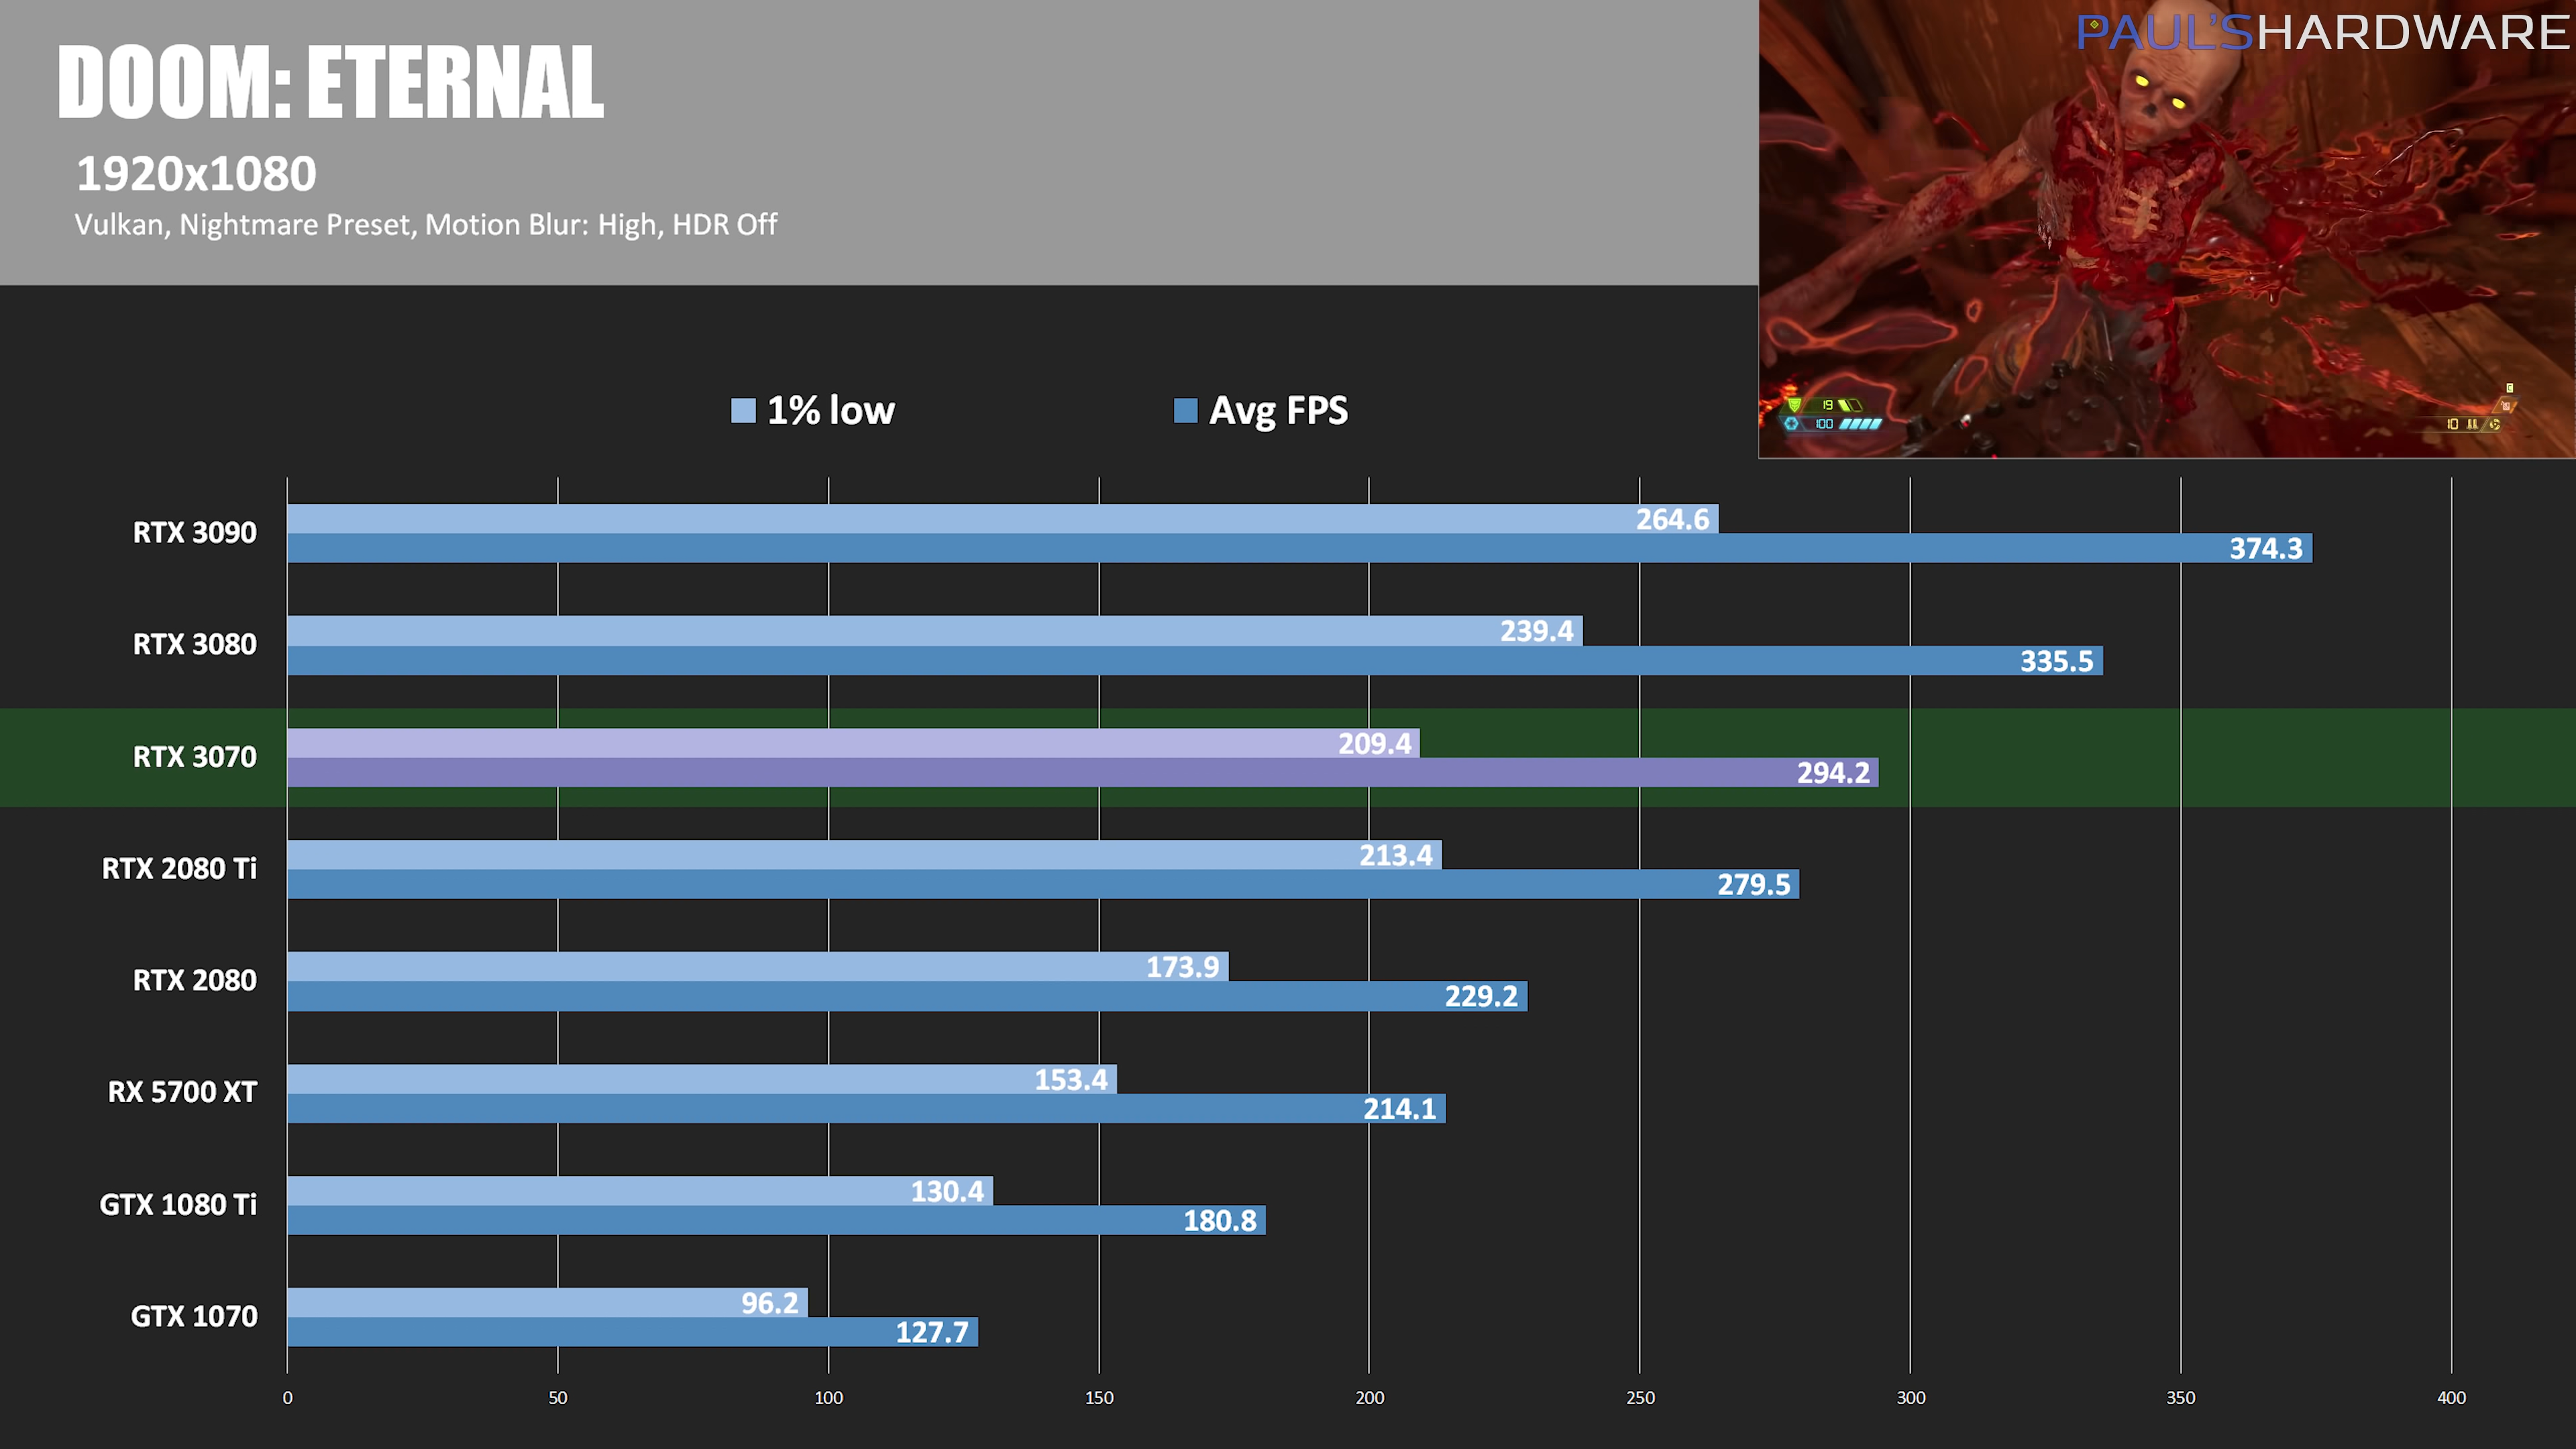 DOOM: ETERNAL
1920x1080
Vulkan, Nightmare Preset, Motion Blur: High, HDR Off
PAUL'SHARDWARE
19
100
10
1% low
Avg FPS
RTX 3090
264.6
374.3
RTX 3080
239.4
335.5
RTX 3070
209.4
294.2
RTX 2080 Ti
213.4
279.5
RTX 2080
173.9
229.2
RX 5700 XT
153.4
214.1
GTX 1080 Ti
130.4
180.8
GTX 1070
96.2
127.7
0 50 100 150 200 250 300 350 400